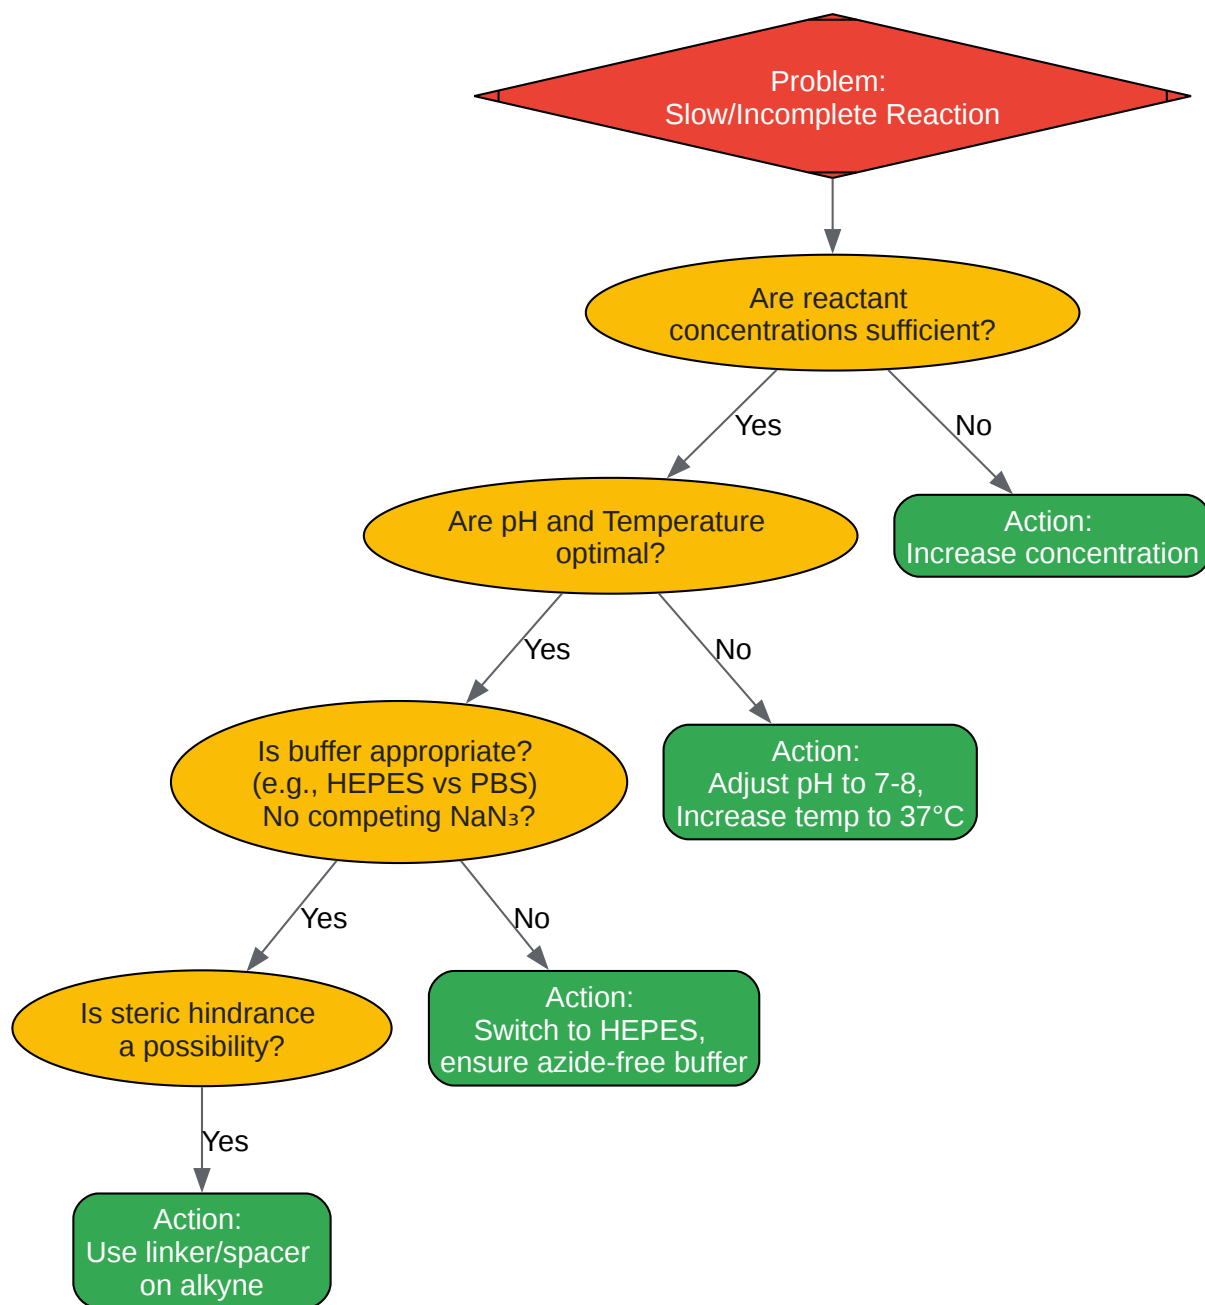 Problem:
Slow/Incomplete Reaction
Are reactant
concentrations sufficient?
Yes
No
Are pH and Temperature
optimal?
Action:
Increase concentration
Yes
No
Is buffer appropriate?
(e.g., HEPES vs PBS)
No competing NaN₃?
Action:
Adjust pH to 7-8,
Increase temp to 37°C
Yes
No
Is steric hindrance
a possibility?
Action:
Switch to HEPES,
ensure azide-free buffer
Yes
Action:
Use linker/spacer
on alkyne